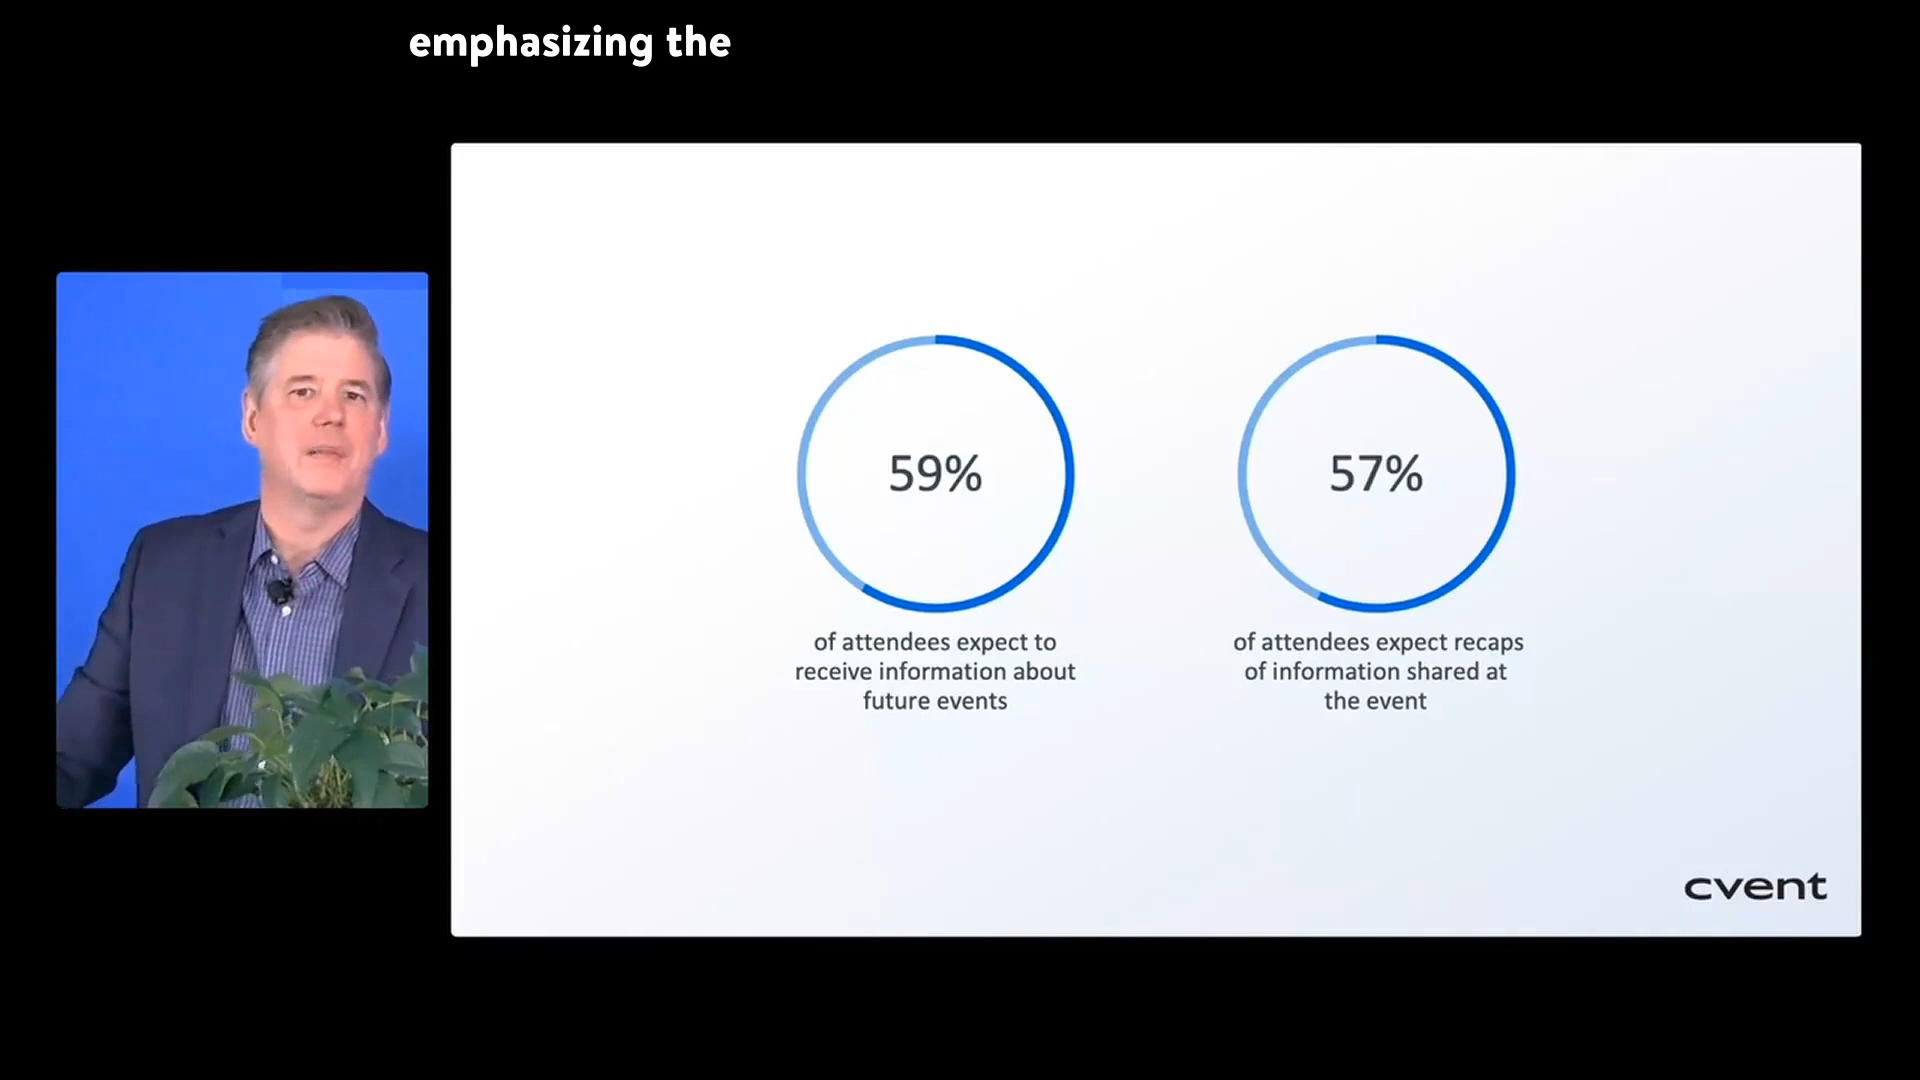 emphasizing the
59%
of attendees expect to
receive information about
future events
57%
of attendees expect recaps
of information shared at
the event
cvent